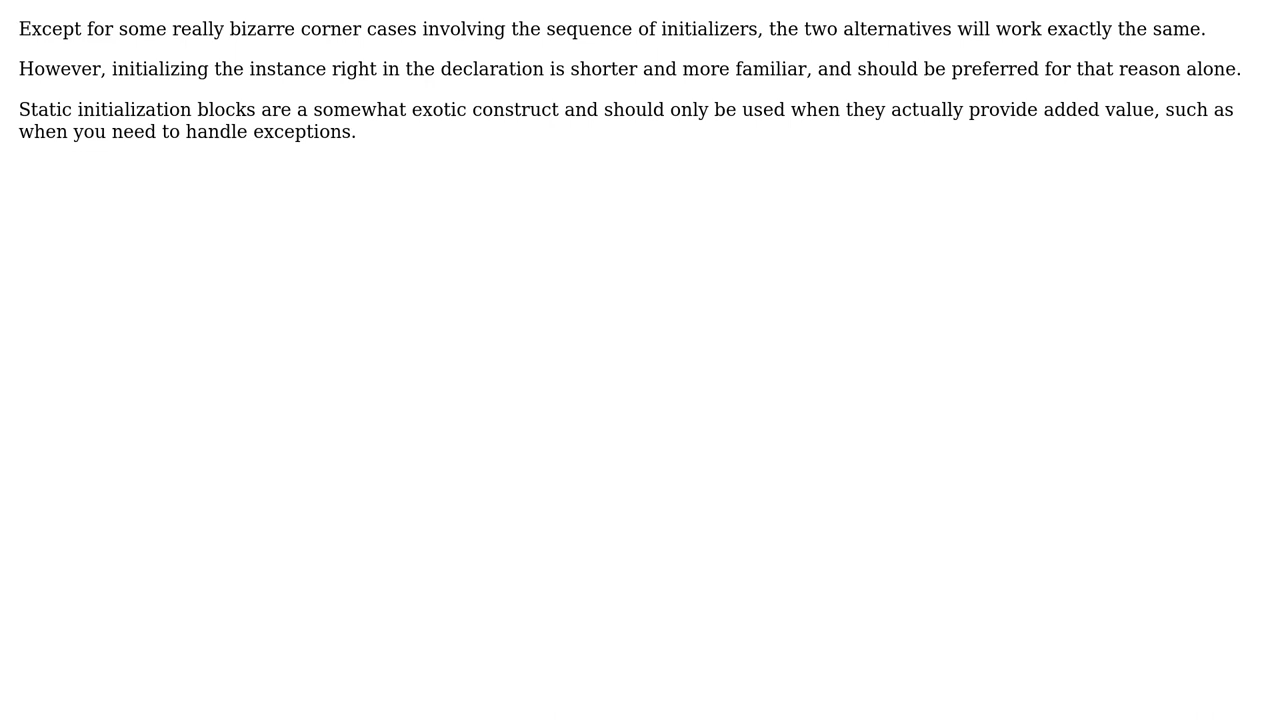 Except for some really bizarre corner cases involving the sequence of initializers, the two alternatives will work exactly the same.
However, initializing the instance right in the declaration is shorter and more familiar, and should be preferred for that reason alone.
Static initialization blocks are a somewhat exotic construct and should only be used when they actually provide added value, such as
when you need to handle exceptions.